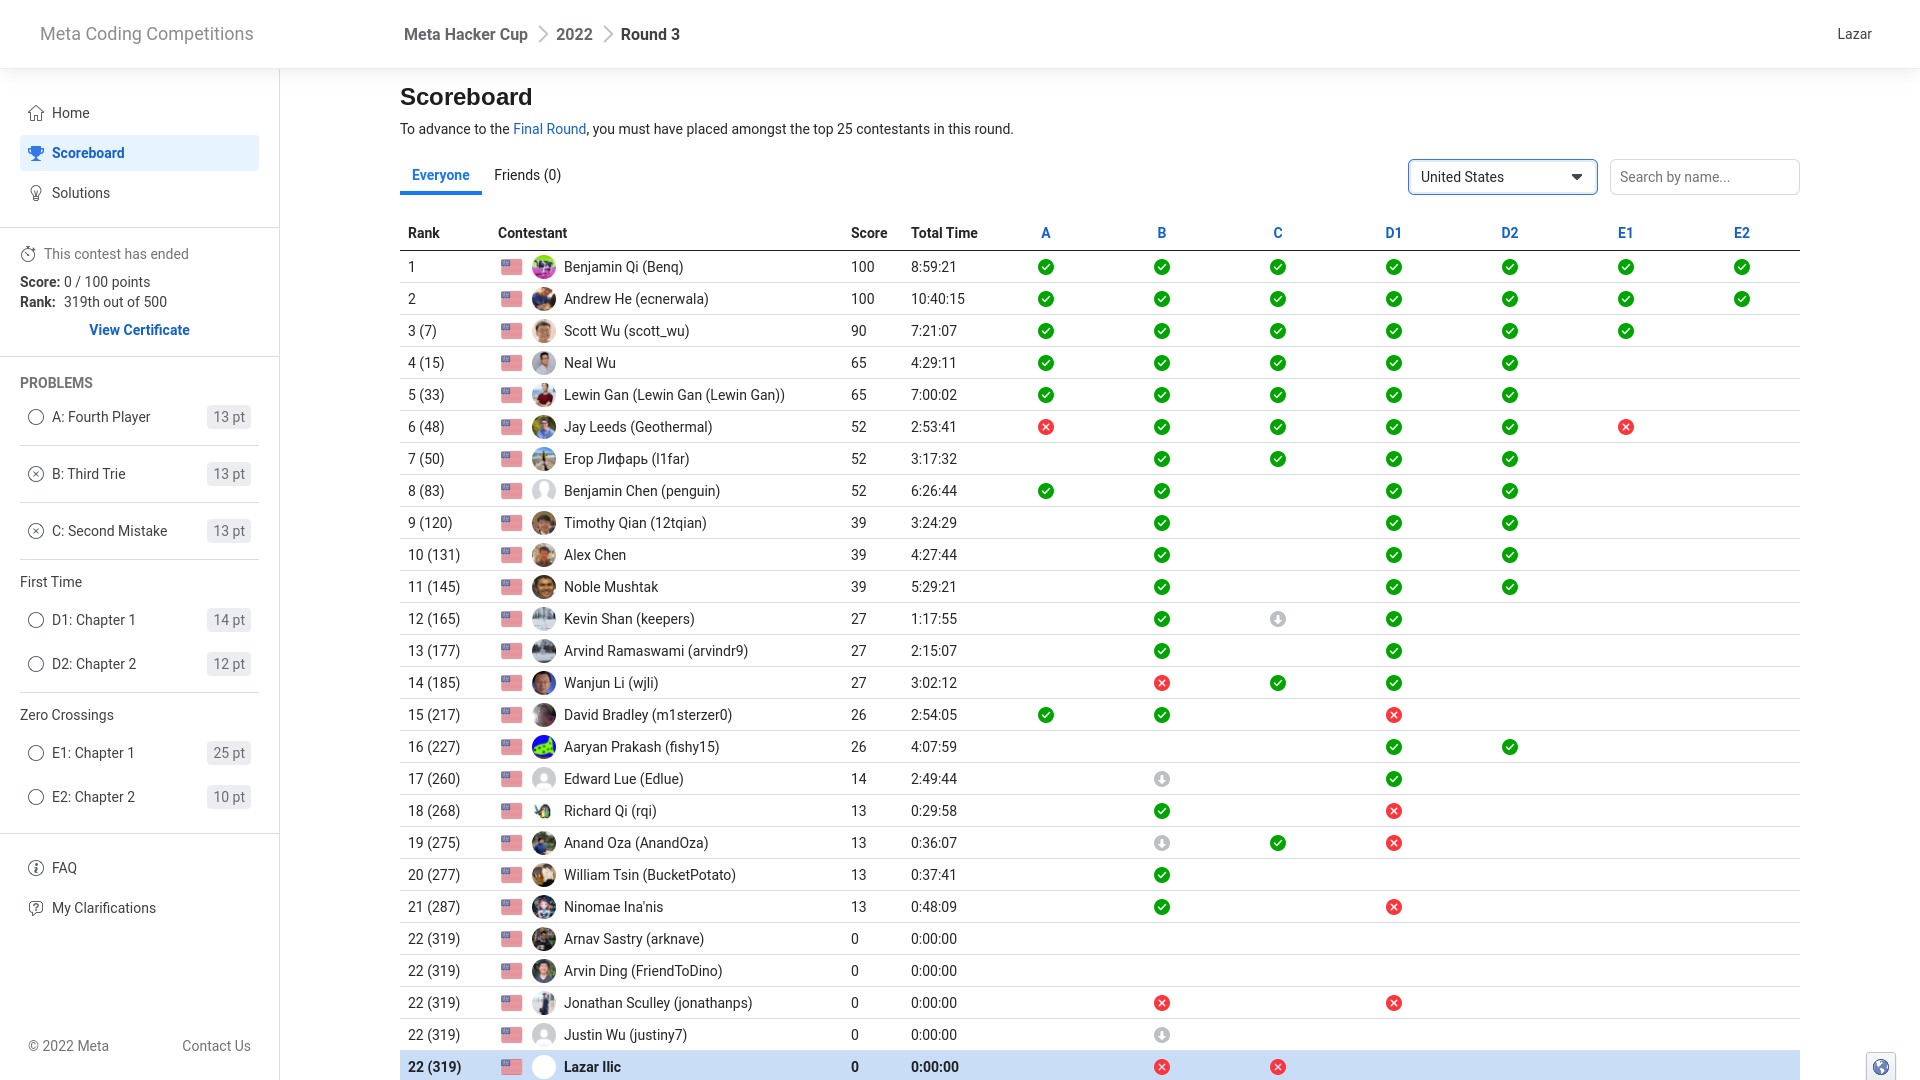 Meta Coding Competitions
Meta Hacker Cup 2022 Round 3
Lazar
Home
Scoreboard
Solutions
This contest has ended
Score: 0 / 100 points
Rank: 319th out of 500
View Certificate
PROBLEMS
A: Fourth Player 13 pt
B: Third Trie 13 pt
C: Second Mistake 13 pt
First Time
D1: Chapter 1 14 pt
D2: Chapter 2 12 pt
Zero Crossings
E1: Chapter 1 25 pt
E2: Chapter 2 10 pt
FAQ
My Clarifications
© 2022 Meta Contact Us
Scoreboard
To advance to the Final Round, you must have placed amongst the top 25 contestants in this round.
Everyone Friends (0) United States Search by name...
Rank Contestant Score Total Time A B C D1 D2 E1 E2
1 Benjamin Qi (Benq) 100 8:59:21
2 Andrew He (ecnerwala) 100 10:40:15
3 (7) Scott Wu (scott_wu) 90 7:21:07
4 (15) Neal Wu 65 4:29:11
5 (33) Lewin Gan (Lewin Gan (Lewin Gan)) 65 7:00:02
6 (48) Jay Leeds (Geothermal) 52 2:53:41
7 (50) Егор Лифарь (l1far) 52 3:17:32
8 (83) Benjamin Chen (penguin) 52 6:26:44
9 (120) Timothy Qian (12tqian) 39 3:24:29
10 (131) Alex Chen 39 4:27:44
11 (145) Noble Mushtak 39 5:29:21
12 (165) Kevin Shan (keepers) 27 1:17:55
13 (177) Arvind Ramaswami (arvindr9) 27 2:15:07
14 (185) Wanjun Li (wjli) 27 3:02:12
15 (217) David Bradley (m1sterzer0) 26 2:54:05
16 (227) Aaryan Prakash (fishy15) 26 4:07:59
17 (260) Edward Lue (Edlue) 14 2:49:44
18 (268) Richard Qi (rqi) 13 0:29:58
19 (275) Anand Oza (AnandOza) 13 0:36:07
20 (277) William Tsin (BucketPotato) 13 0:37:41
21 (287) Ninomae Ina'nis 13 0:48:09
22 (319) Arnav Sastry (arknave) 0 0:00:00
22 (319) Arvin Ding (FriendToDino) 0 0:00:00
22 (319) Jonathan Sculley (jonathanps) 0 0:00:00
22 (319) Justin Wu (justiny7) 0 0:00:00
22 (319) Lazar Ilic 0 0:00:00